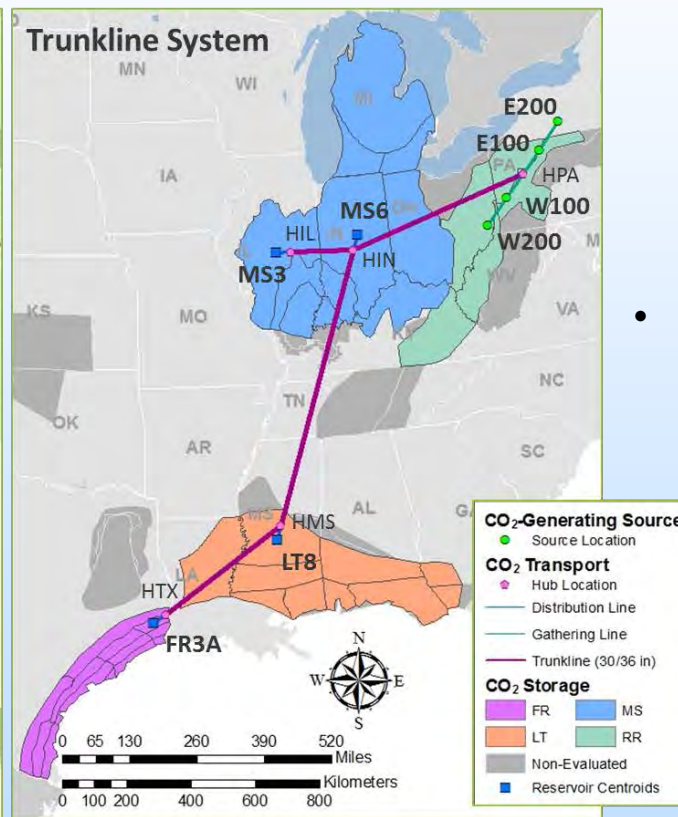 Trunkline System
MN
WI
MI
E200
E100
PA
HPA
IA
W100
MS6
HIL
W200
MS3
HIN
WV
KS
MO
VA
TN
NC
OK
AR
SC
MS
AL
HMS
LT8
LA
HTX
FR3A
N
W
E
S
0 65 130 260 390 520
Miles
Kilometers
0 100 200 400 600 800
CO₂-Generating Source
Source Location
CO₂ Transport
Hub Location
Distribution Line
Gathering Line
Trunkline (30/36 in)
CO₂ Storage
FR
MS
LT
RR
Non-Evaluated
Reservoir Centroids
•